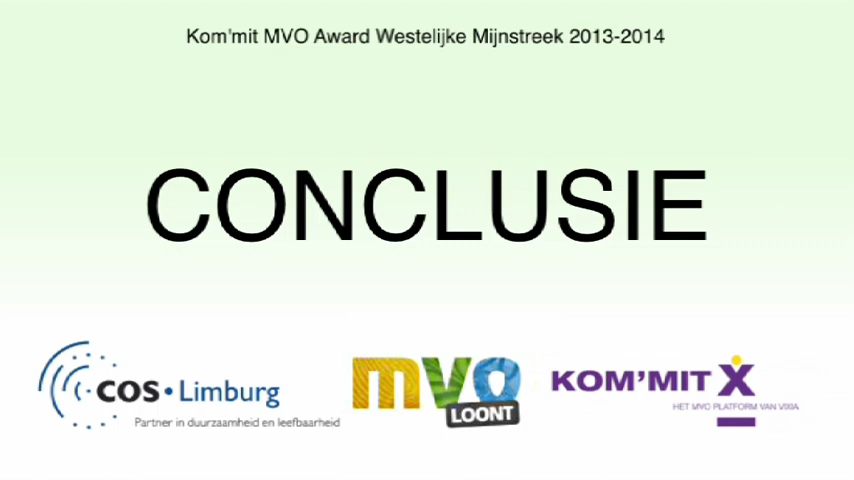 Kom'mit MVO Award Westelijke Mijnstreek 2013-2014
CONCLUSIE
COS • Limburg
Partner in duurzaamheid en leefbaarheid
mvo
LOONT
KOM'MIT X
HET MVO PLATFORM VAN VIXIA